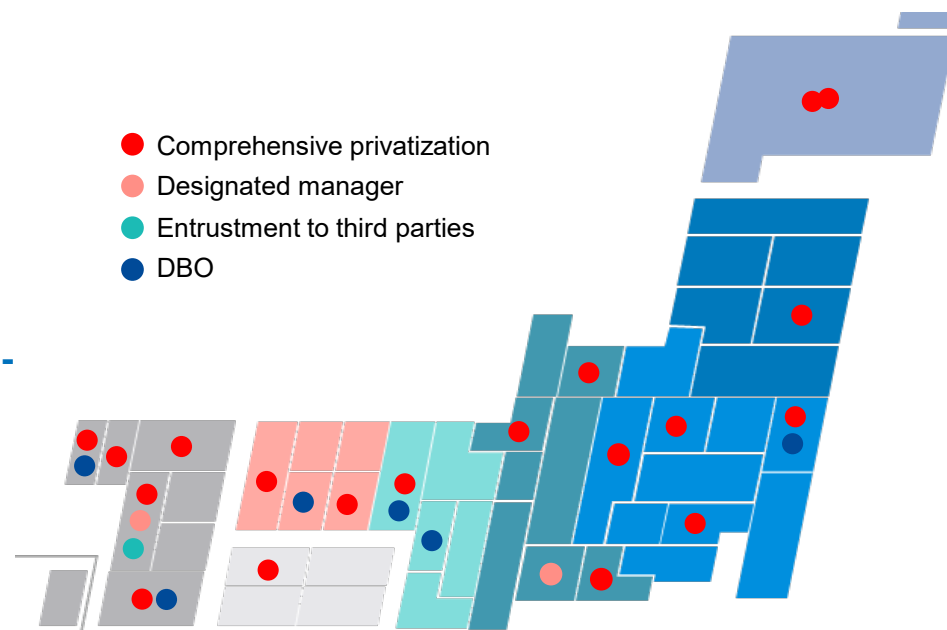 Comprehensive privatization
Designated manager
Entrustment to third parties
DBO